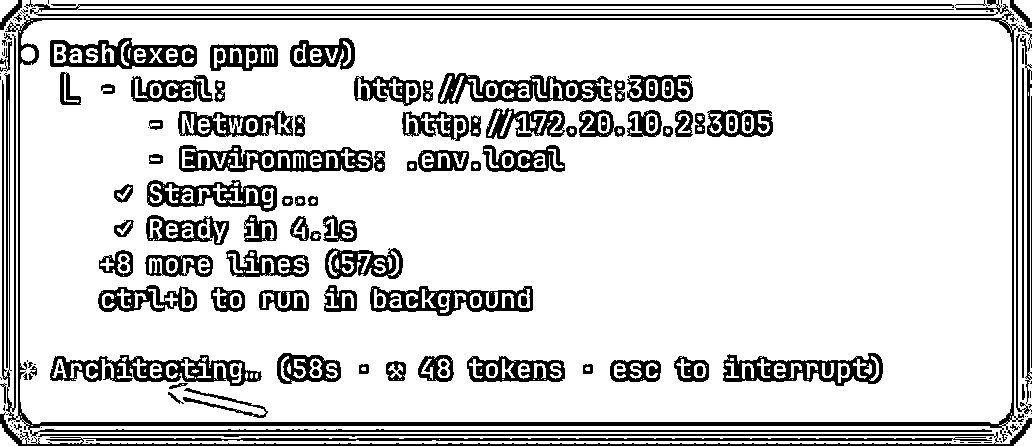 ○ Bash(exec pnpm dev)
└ - Local: http://localhost:3005
- Network: http://172.20.10.2:3005
- Environments: .env.local
✓ Starting...
✓ Ready in 4.1s
+8 more lines (57s)
ctrl+b to run in background
✳ Architecting… (58s · ⚒ 48 tokens · esc to interrupt)